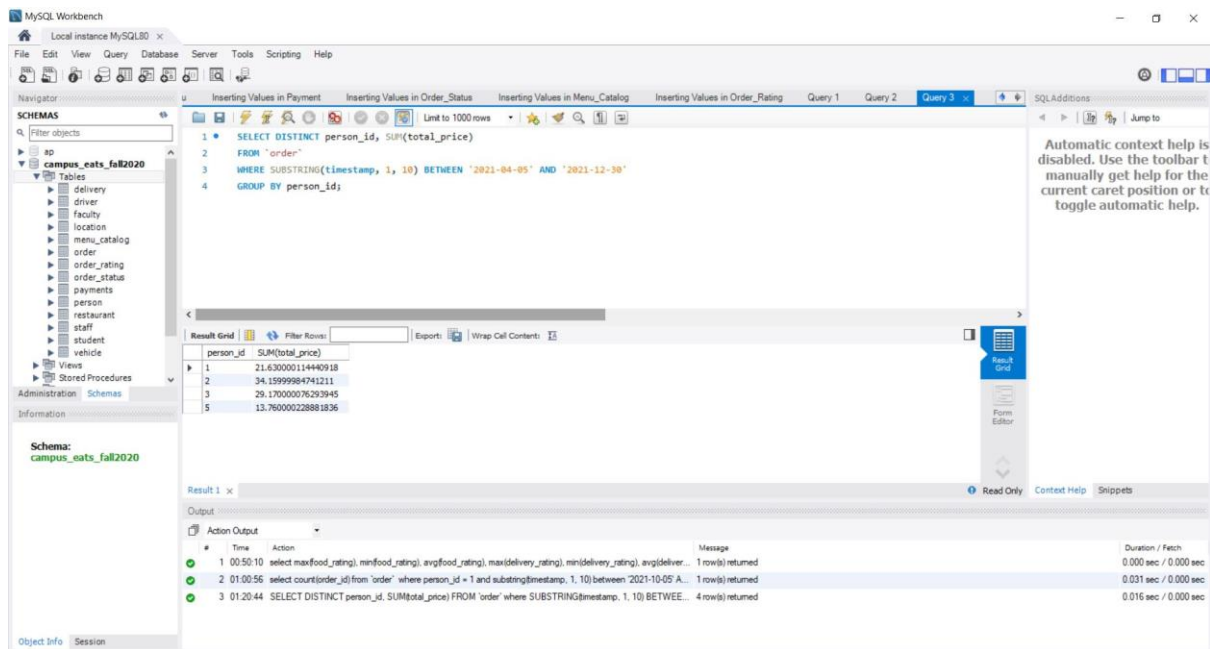 MySQL Workbench
Local instance MySQL80 ×
File Edit View Query Database Server Tools Scripting Help
Navigator
SCHEMAS
Filter objects
ap
campus_eats_fall2020
Tables
delivery
driver
faculty
location
menu_catalog
order
order_rating
order_status
payments
person
restaurant
staff
student
vehicle
Views
Stored Procedures
Administration Schemas
Information
Schema:
campus_eats_fall2020
Object Info Session
u Inserting Values in Payment Inserting Values in Order_Status Inserting Values in Menu_Catalog Inserting Values in Order_Rating Query 1 Query 2 Query 3 ×
Limit to 1000 rows
1 SELECT DISTINCT person_id, SUM(total_price)
2 FROM `order`
3 WHERE SUBSTRING(timestamp, 1, 10) BETWEEN '2021-04-05' AND '2021-12-30'
4 GROUP BY person_id;
Result Grid Filter Rows: Export: Wrap Cell Content:
person_id SUM(total_price)
1 21.630000114440918
2 34.15999984741211
3 29.170000076293945
5 13.760000228881836
Result Grid
Form Editor
Result 1 × Read Only
Output
Action Output
# Time Action Message Duration / Fetch
1 00:50:10 select max(food_rating), min(food_rating), avg(food_rating), max(delivery_rating), min(delivery_rating), avg(deliver... 1 row(s) returned 0.000 sec / 0.000 sec
2 01:00:56 select count(order_id) from `order` where person_id = 1 and substring(timestamp, 1, 10) between '2021-10-05' A... 1 row(s) returned 0.031 sec / 0.000 sec
3 01:20:44 SELECT DISTINCT person_id, SUM(total_price) FROM `order` where SUBSTRING(timestamp, 1, 10) BETWEE... 4 row(s) returned 0.016 sec / 0.000 sec
SQLAdditions
Jump to
Automatic context help is
disabled. Use the toolbar t
manually get help for the
current caret position or to
toggle automatic help.
Context Help Snippets